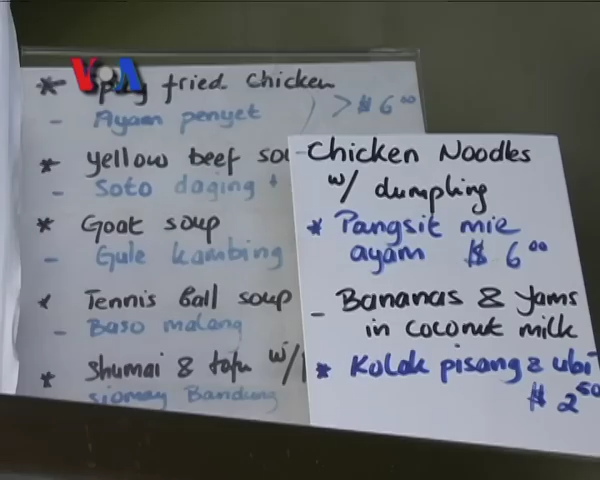 VOA
* fried chicken
- Ayam penyet > $6.00
* yellow beef
- Soto daging +
* Goat soup
- Gule kambing
* Tennis Ball soup
- Baso malang
* Shumai & tofu w/
siomay Bandung
Chicken Noodles
w/ dumpling
* Pangsit mie
ayam $6.00
- Bananas & Yams
in coconut milk
* Kolak pisang & ubi
$2.50